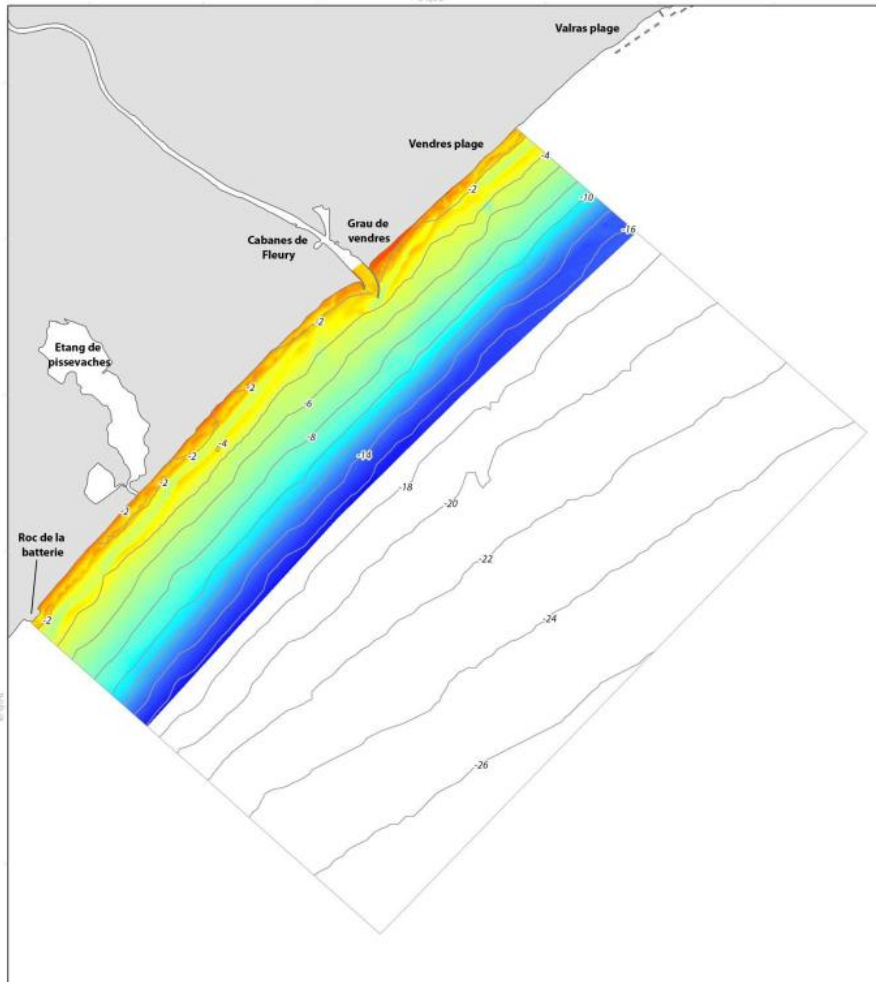 Valras plage
Vendres plage
-4
-2
-10
Grau de
vendres
-16
Cabanes de
Fleury
-2
Etang de
pissevaches
-2
-6
-4
-8
-2
-14
-2
-18
-20
-2
Roc de la
batterie
-22
-2
-24
-26